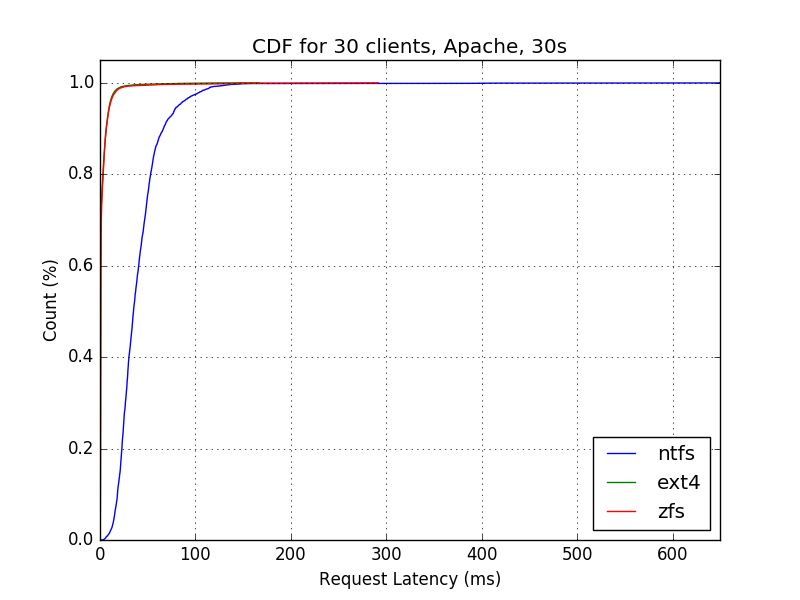 CDF for 30 clients, Apache, 30s
1.0
0.8
0.6
0.4
0.2
0.0
Count (%)
ntfs
ext4
zfs
0 100 200 300 400 500 600
Request Latency (ms)